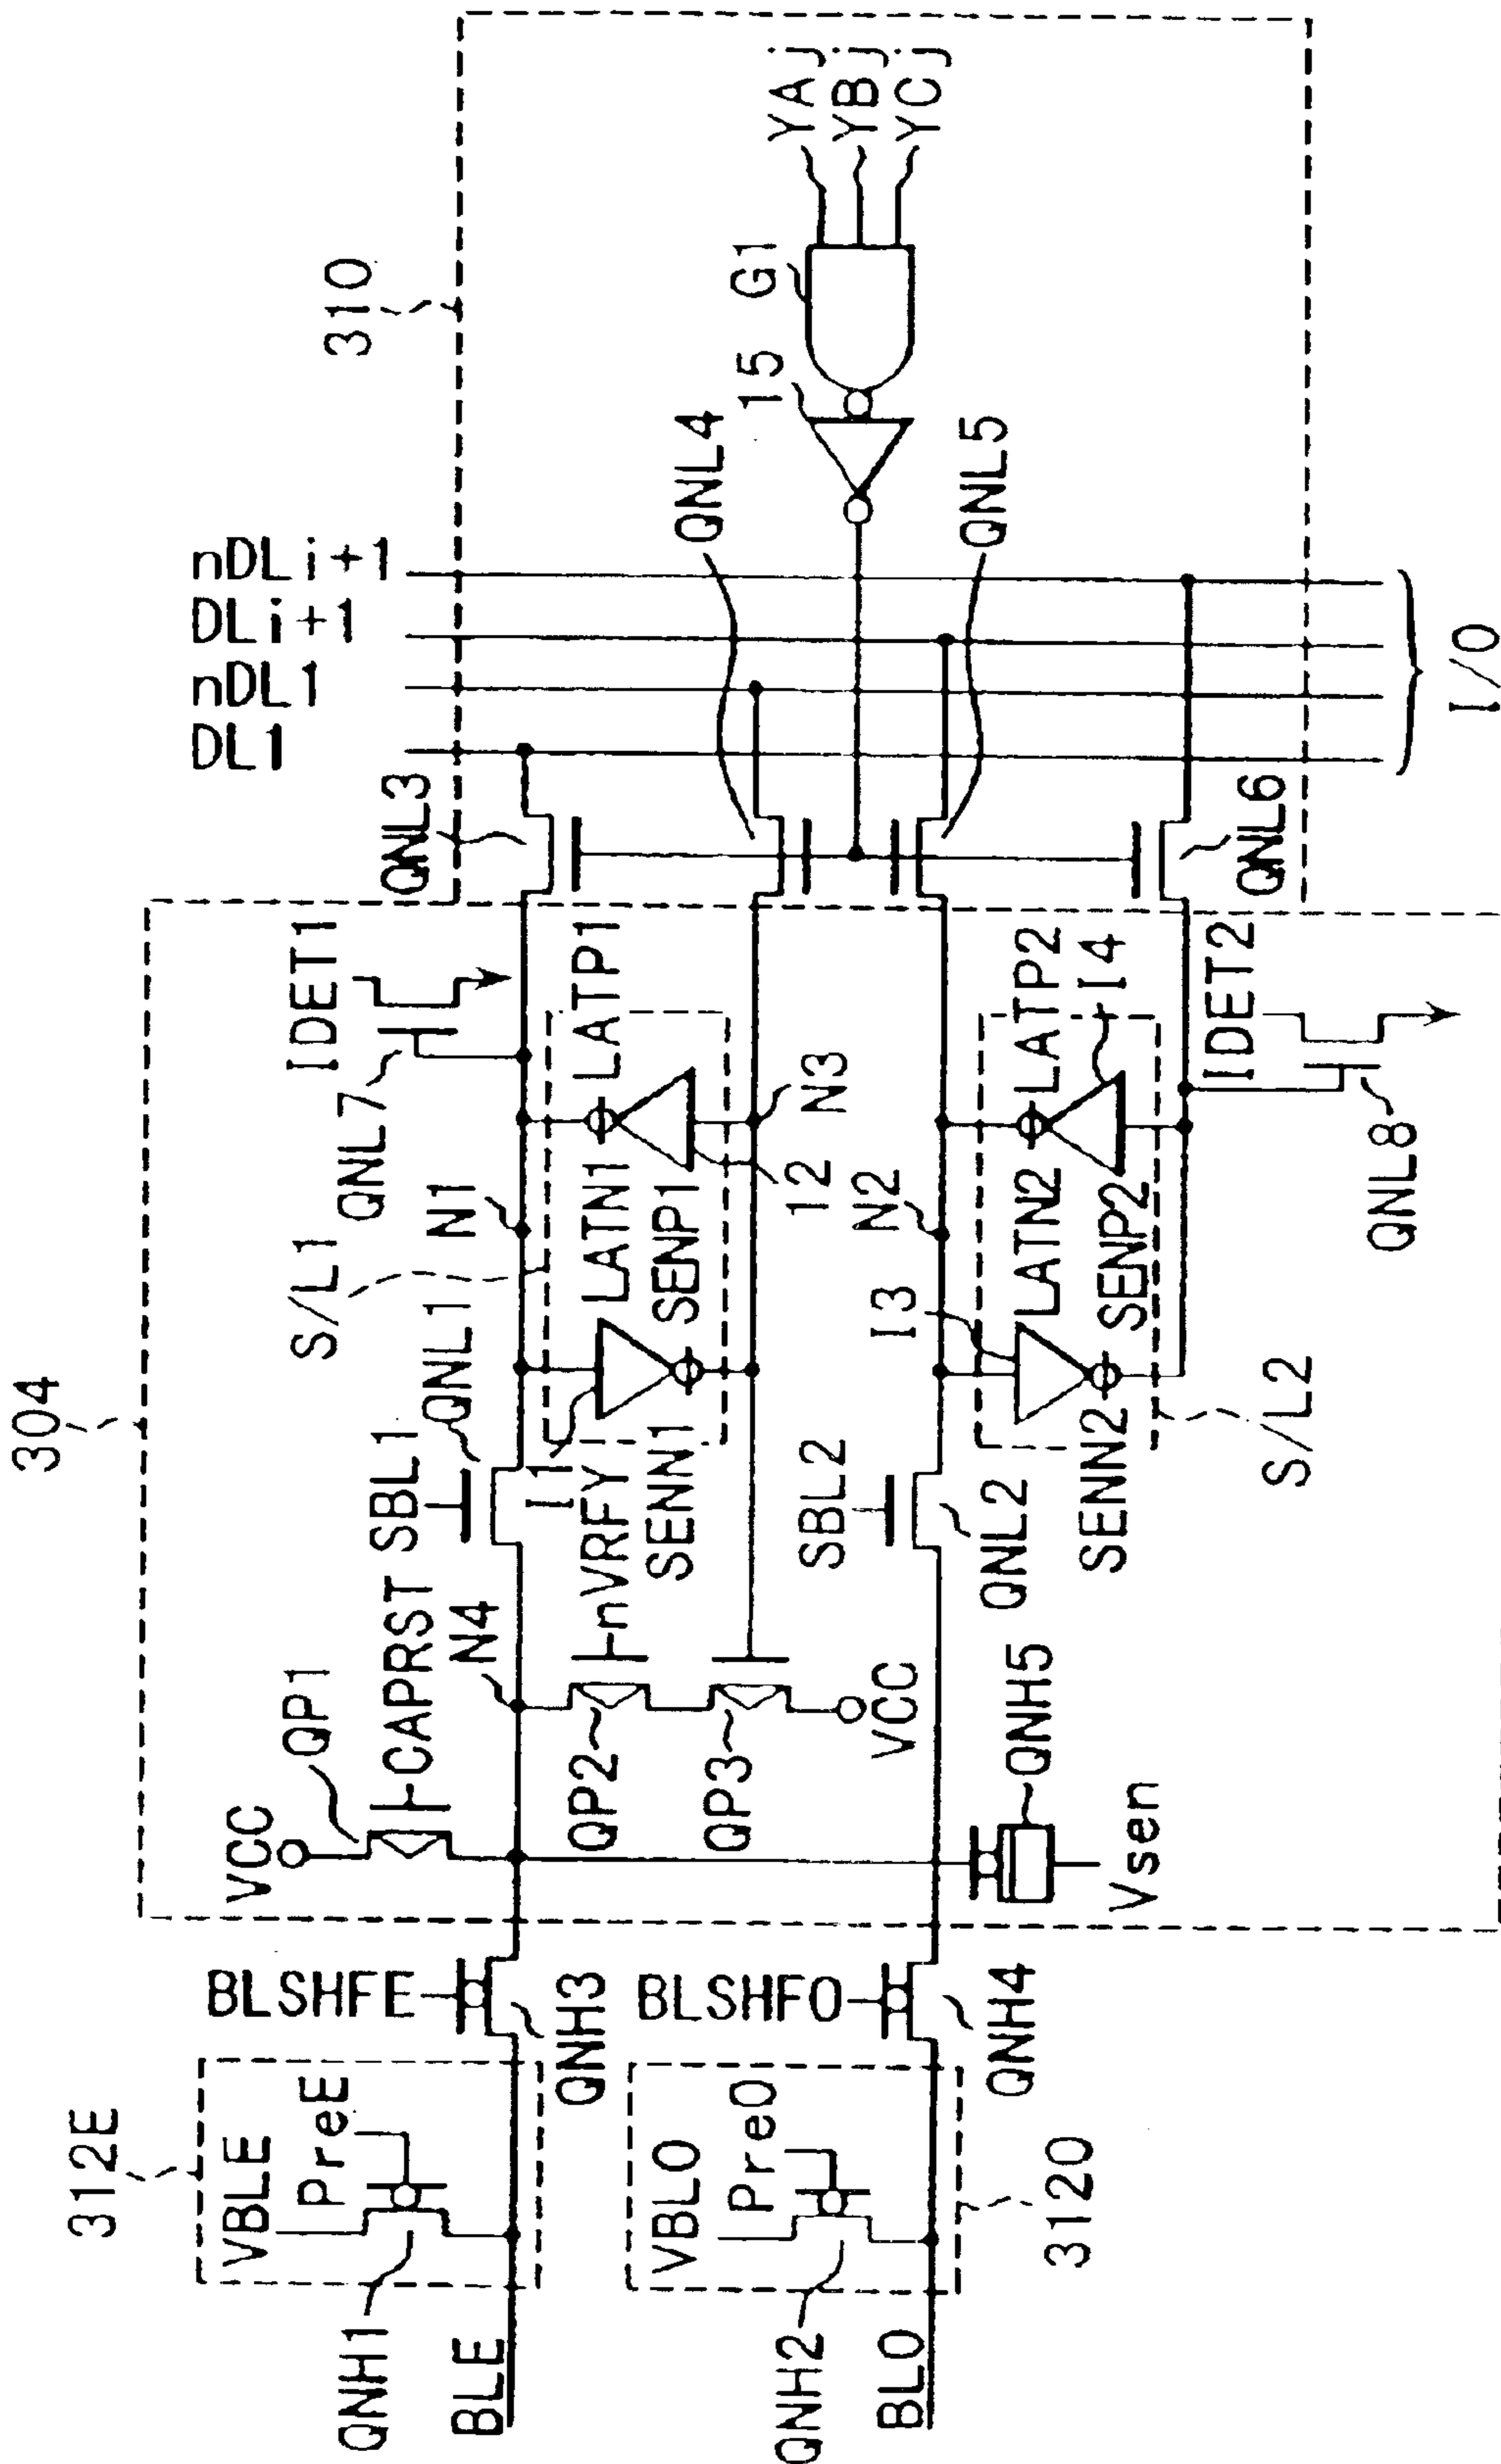 304
310
312E
VBLE
PreE
QNH1
BLE
BLSHFE
QNH3
VCC
QP1
CAPRST
N4
SBL1
QNL1
S/L1
N1
QNL7
IDET1
QNL3
DL1
nDL1
DLi+1
nDLi+1
I1
nVRFY
SENN1
LATN1
SENP1
LATP1
12
N3
QP2
QP3
VCC
QNL4
15
G1
YAj
YBj
YCj
VBLO
PreO
QNH2
BLO
312O
BLSHFO
QNH4
QNH5
Vsen
SBL2
QNL2
I3
N2
LATN2
SENP2
SENN2
LATP2
I4
S/L2
IDET2
QNL8
QNL5
QNL6
I/O